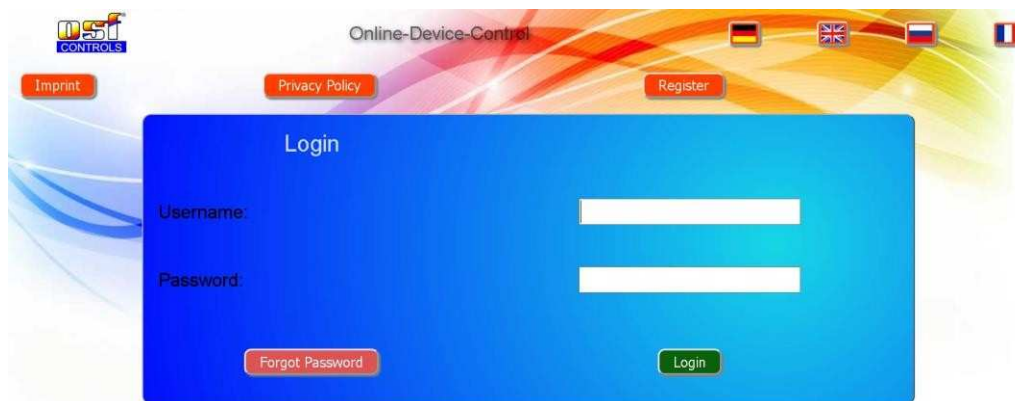 osf
CONTROLS
Online-Device-Control
Imprint
Privacy Policy
Register
Login
Username:
Password:
Forgot Password
Login